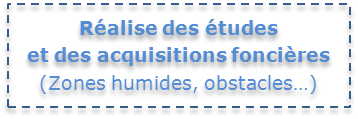 Réalise des études
et des acquisitions foncières
(Zones humides, obstacles…)